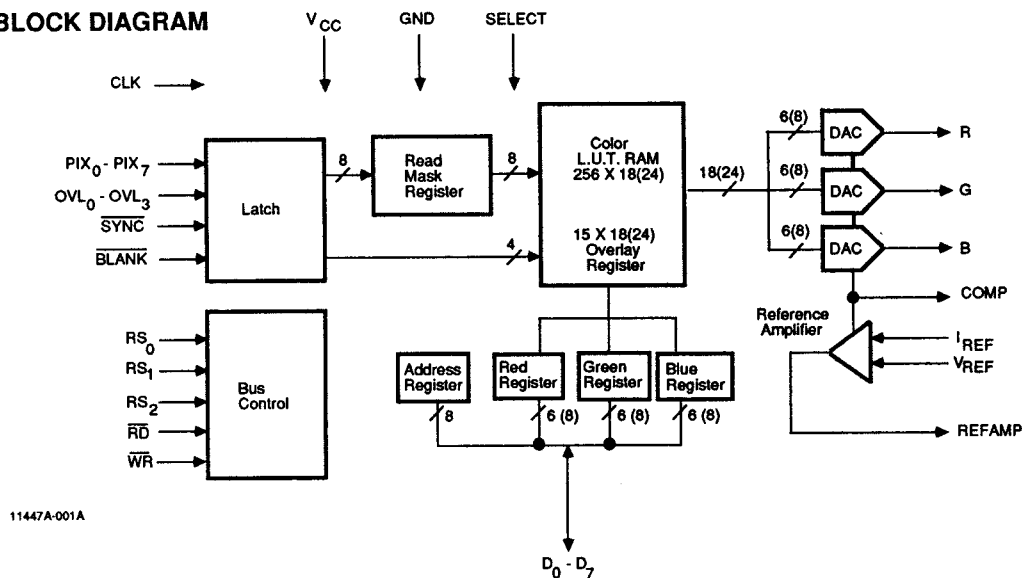 BLOCK DIAGRAM
V CC
GND
SELECT
CLK
PIX0 - PIX7
OVL0 - OVL3
SYNC
BLANK
Latch
8
Read
Mask
Register
8
4
Color
L.U.T. RAM
256 X 18(24)
15 X 18(24)
Overlay
Register
18(24)
6(8)
DAC
R
6(8)
DAC
G
6(8)
DAC
B
COMP
Reference
Amplifier
IREF
VREF
REFAMP
RS0
RS1
RS2
RD
WR
Bus
Control
Address
Register
Red
Register
Green
Register
Blue
Register
8
6 (8)
6 (8)
6 (8)
D0 - D7
11447A-001A